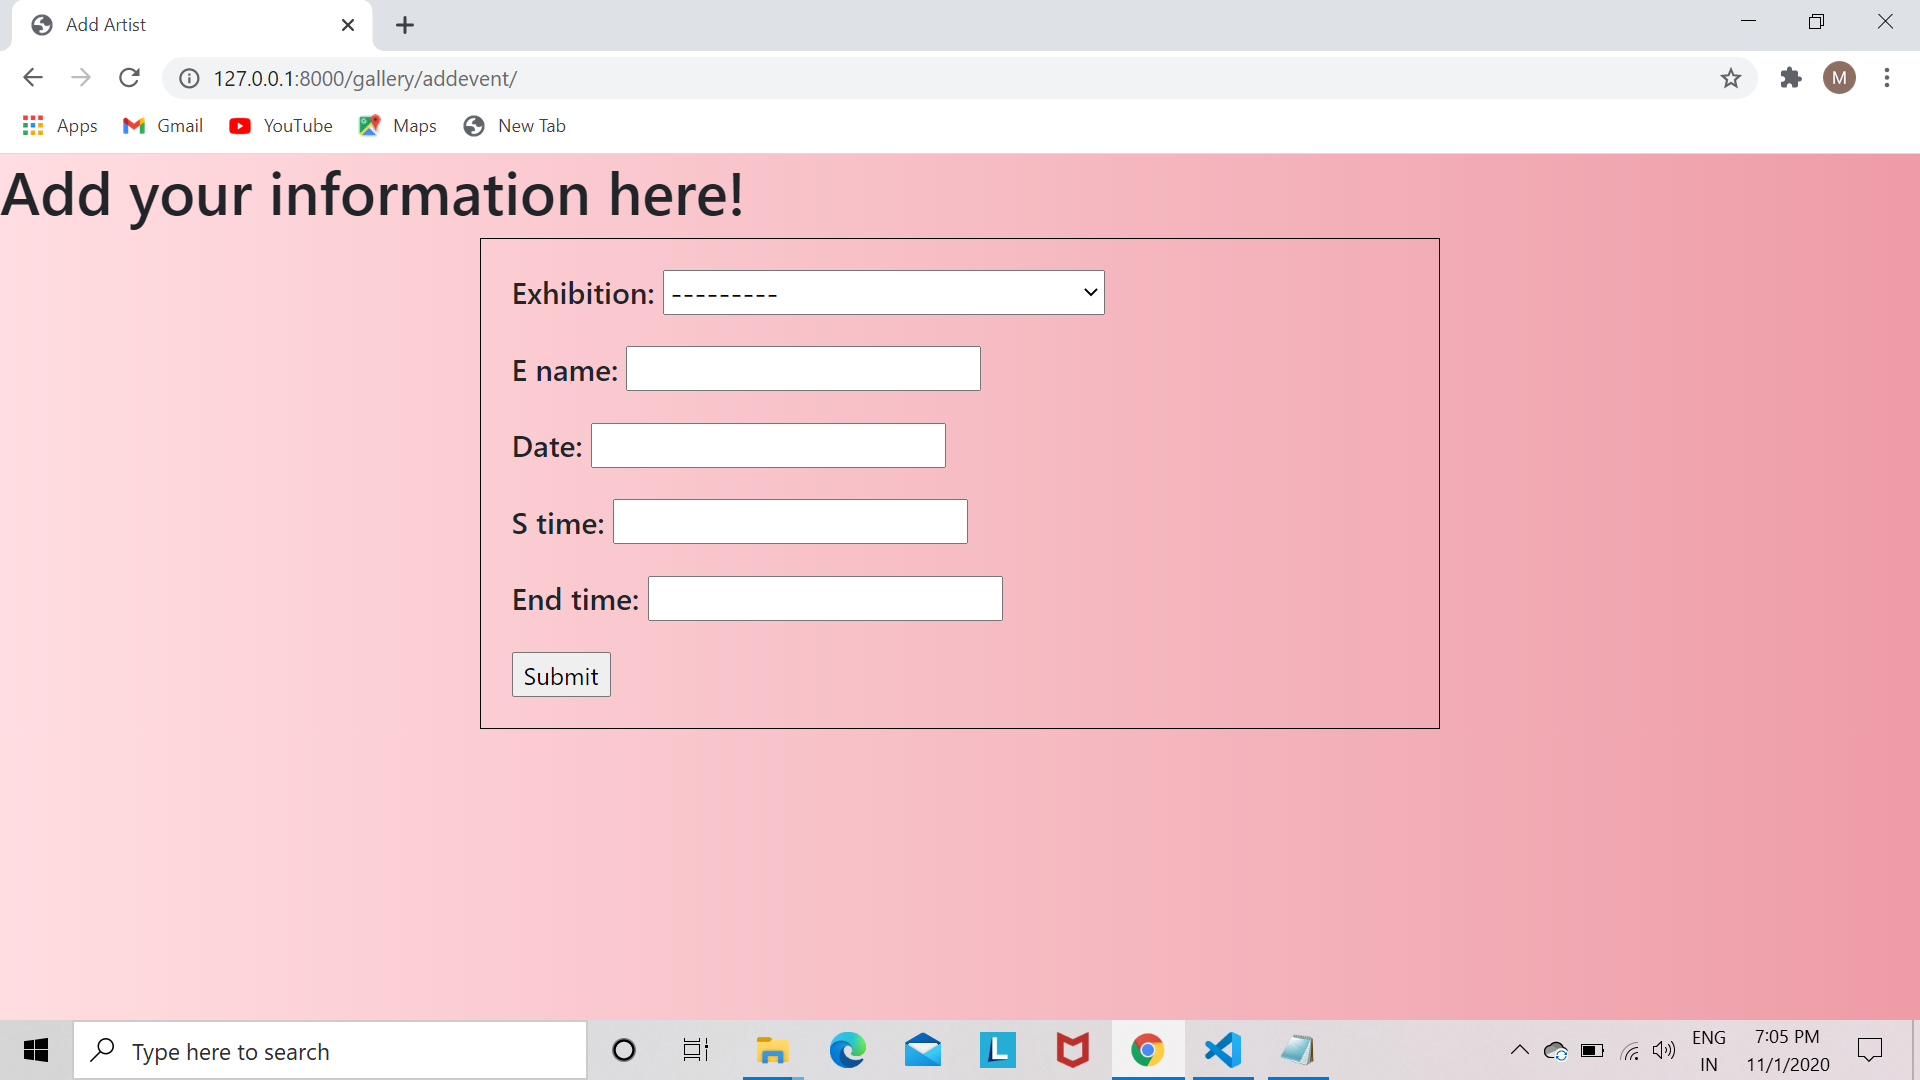 Add Artist
127.0.0.1:8000/gallery/addevent/
M
Apps Gmail YouTube Maps New Tab
Add your information here!
Exhibition: ---------
E name:
Date:
S time:
End time:
Submit
Type here to search
L
ENG
IN
7:05 PM
11/1/2020